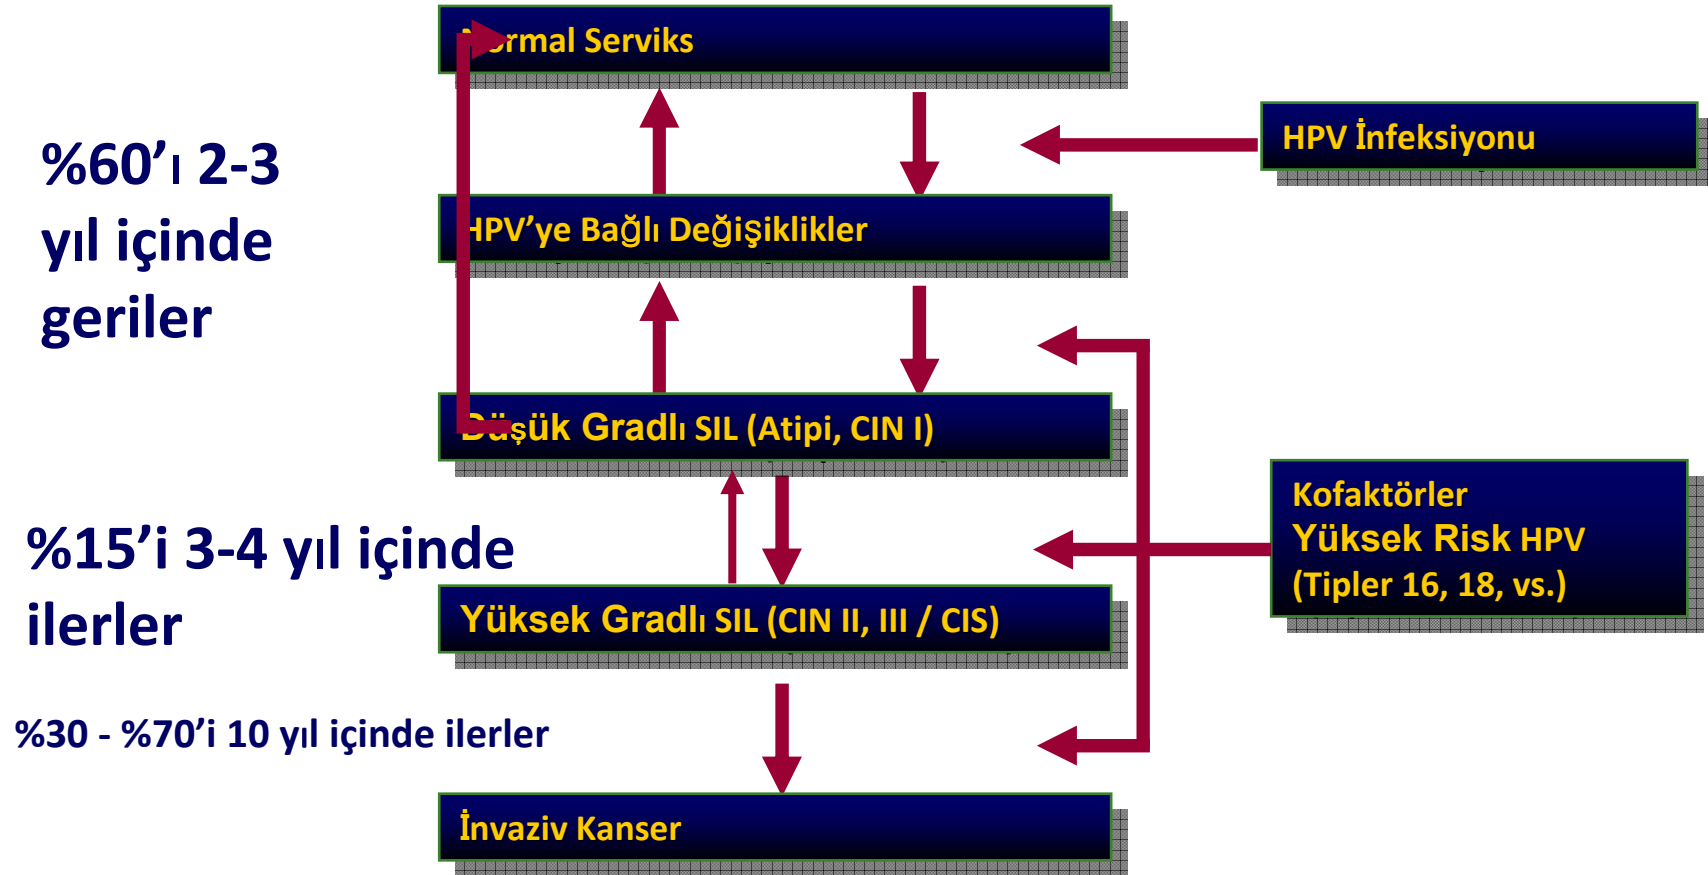 Normal Serviks
HPV İnfeksiyonu
%60’ı 2-3
yıl içinde
geriler
HPV’ye Bağlı Değişiklikler
Düşük Gradlı SIL (Atipi, CIN I)
Kofaktörler
Yüksek Risk HPV
(Tipler 16, 18, vs.)
%15’i 3-4 yıl içinde
ilerler
Yüksek Gradlı SIL (CIN II, III / CIS)
%30 - %70’i 10 yıl içinde ilerler
İnvaziv Kanser